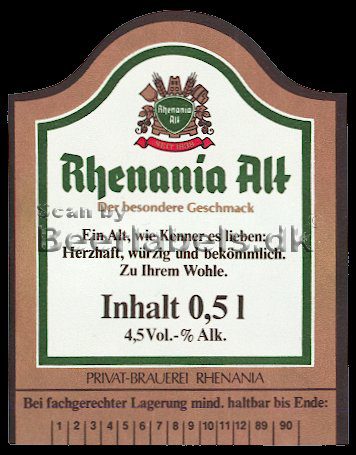 Rhenania
Alt
SEIT 1838
Rhenania Alt
Der besondere Geschmack
Scan by
Beerlabels.dk
Ein Alt, wie Kenner es lieben:
Herzhaft, würzig und bekömmlich.
Zu Ihrem Wohle.
Inhalt 0,5 l
4,5 Vol.-% Alk.
PRIVAT-BRAUEREI RHENANIA
Bei fachgerechter Lagerung mind. haltbar bis Ende:
1 2 3 4 5 6 7 8 9 10 11 12 89 90